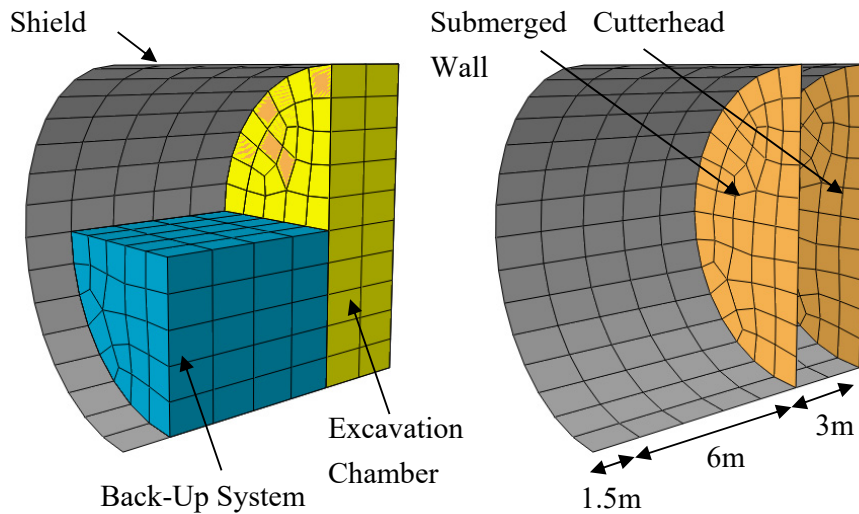 Shield
Submerged
Wall
Cutterhead
Excavation
Chamber
Back-Up System
3m
6m
1.5m